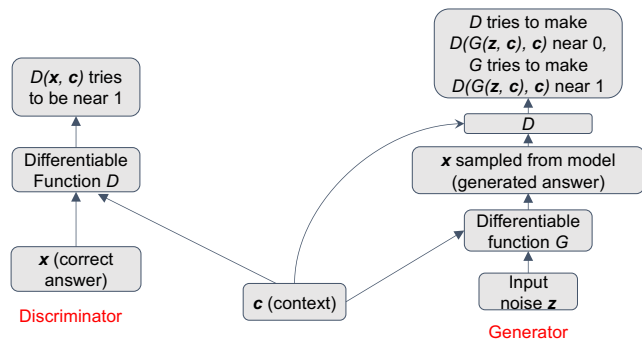 D(x, c) tries
to be near 1
Differentiable
Function D
x (correct
answer)
Discriminator
c (context)
D tries to make
D(G(z, c), c) near 0,
G tries to make
D(G(z, c), c) near 1
D
x sampled from model
(generated answer)
Differentiable
function G
Input
noise z
Generator